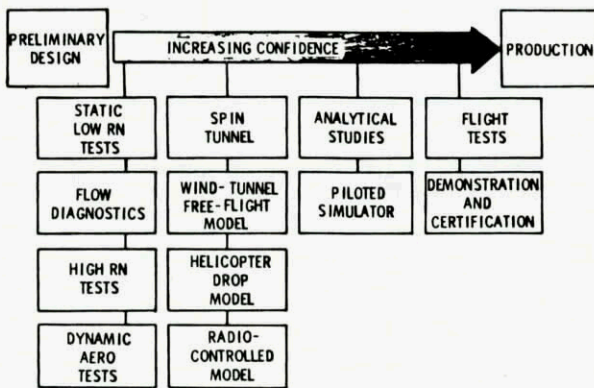 PRELIMINARY
DESIGN
INCREASING CONFIDENCE
PRODUCTION
STATIC
LOW RN
TESTS
FLOW
DIAGNOSTICS
HIGH RN
TESTS
DYNAMIC
AERO
TESTS
SPIN
TUNNEL
WIND-TUNNEL
FREE-FLIGHT
MODEL
HELICOPTER
DROP
MODEL
RADIO-
CONTROLLED
MODEL
ANALYTICAL
STUDIES
PILOTED
SIMULATOR
FLIGHT
TESTS
DEMONSTRATION
AND
CERTIFICATION